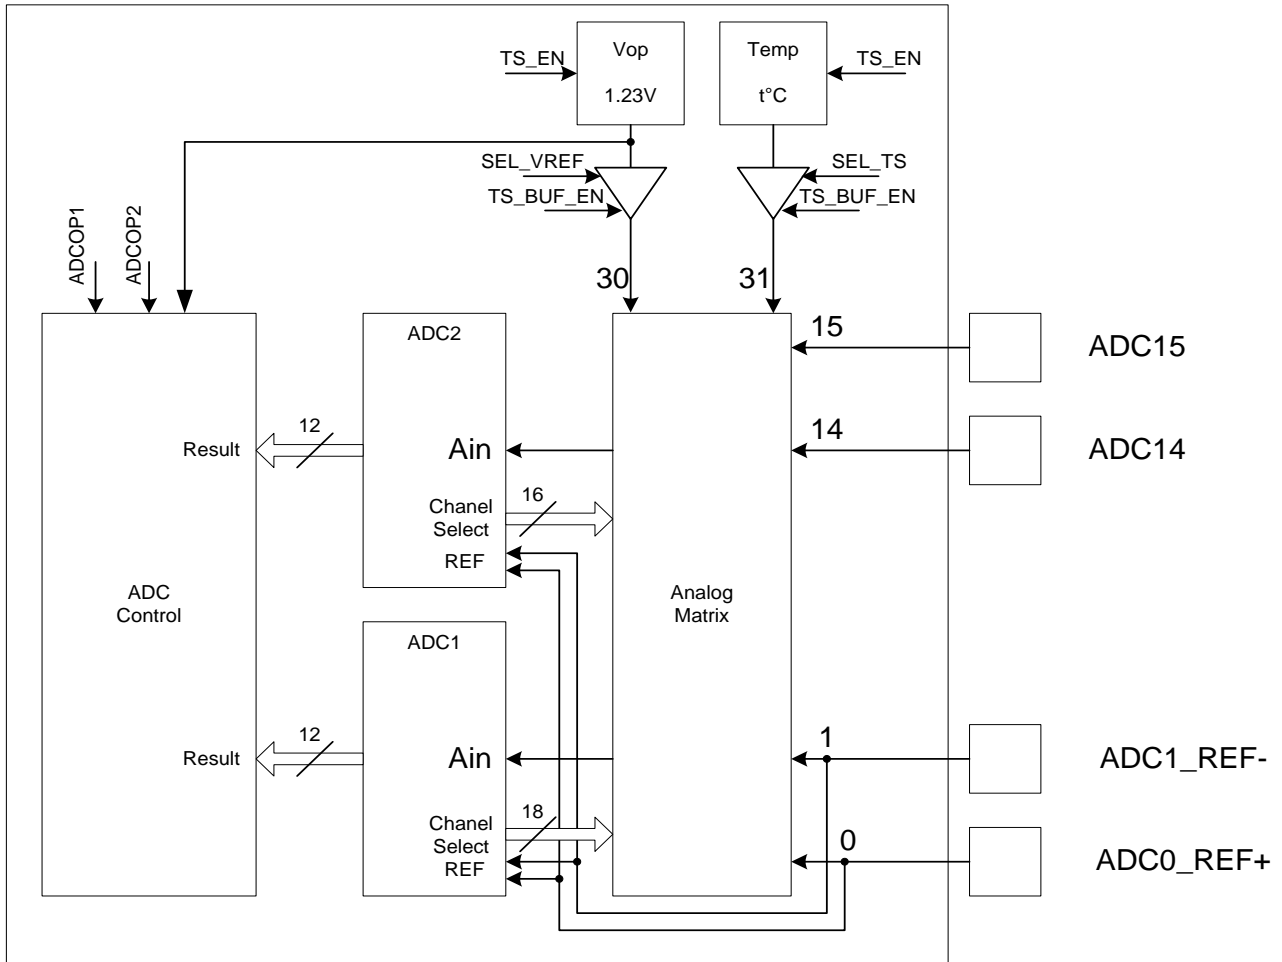 Vop
1.23V
Temp
t°C
TS_EN
TS_EN
SEL_VREF
TS_BUF_EN
SEL_TS
TS_BUF_EN
ADCOP1
ADCOP2
30
31
15
ADC15
14
ADC14
ADC2
Result
12
Ain
Chanel
Select
16
REF
ADC
Control
Analog
Matrix
ADC1
Result
12
Ain
Chanel
Select
18
REF
1
ADC1_REF-
0
ADC0_REF+